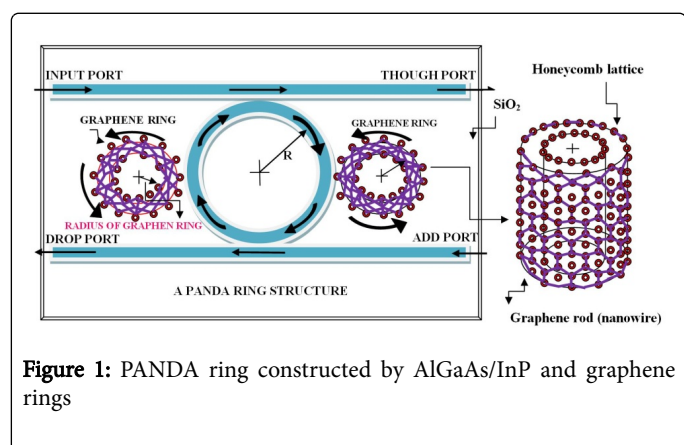 INPUT PORT
THOUGH PORT
Honeycomb lattice
SiO₂
GRAPHENE RING
GRAPHENE RING
R
RADIUS OF GRAPHEN RING
DROP PORT
ADD PORT
A PANDA RING STRUCTURE
Graphene rod (nanowire)
Figure 1: PANDA ring constructed by AlGaAs/InP and graphene
rings